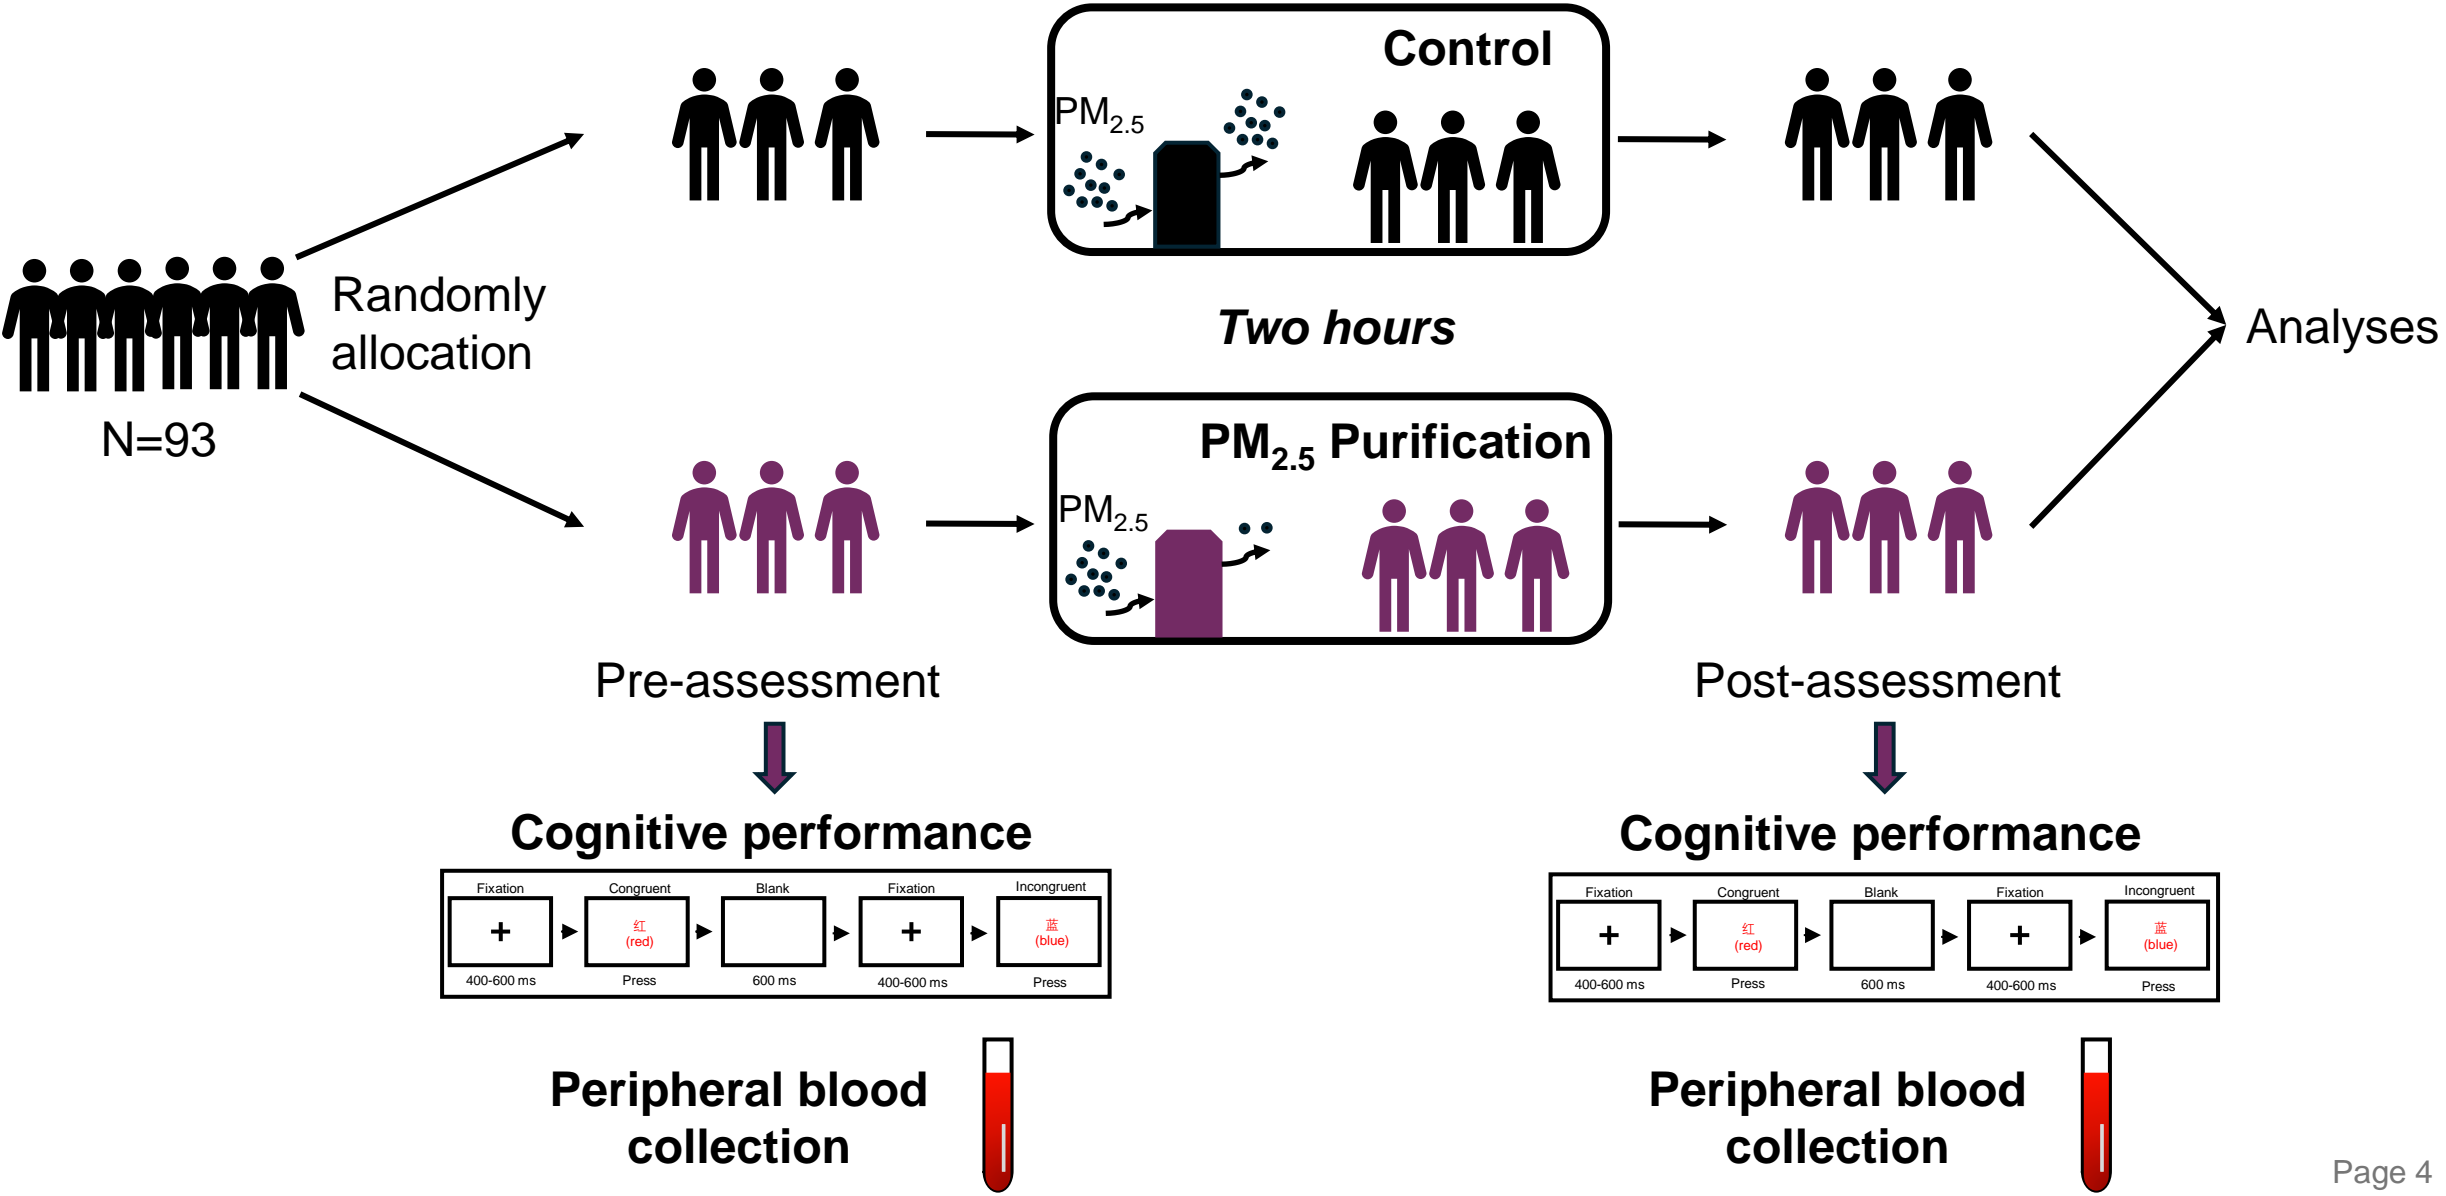 Control
PM2.5
Randomly
allocation
N=93
Two hours
Analyses
PM2.5 Purification
PM2.5
Pre-assessment
Post-assessment
Cognitive performance
Fixation Congruent Blank Fixation Incongruent
+ 红 + 蓝
(red) (blue)
400-600 ms Press 600 ms 400-600 ms Press
Cognitive performance
Fixation Congruent Blank Fixation Incongruent
+ 红 + 蓝
(red) (blue)
400-600 ms Press 600 ms 400-600 ms Press
Peripheral blood
collection
Peripheral blood
collection
Page 4